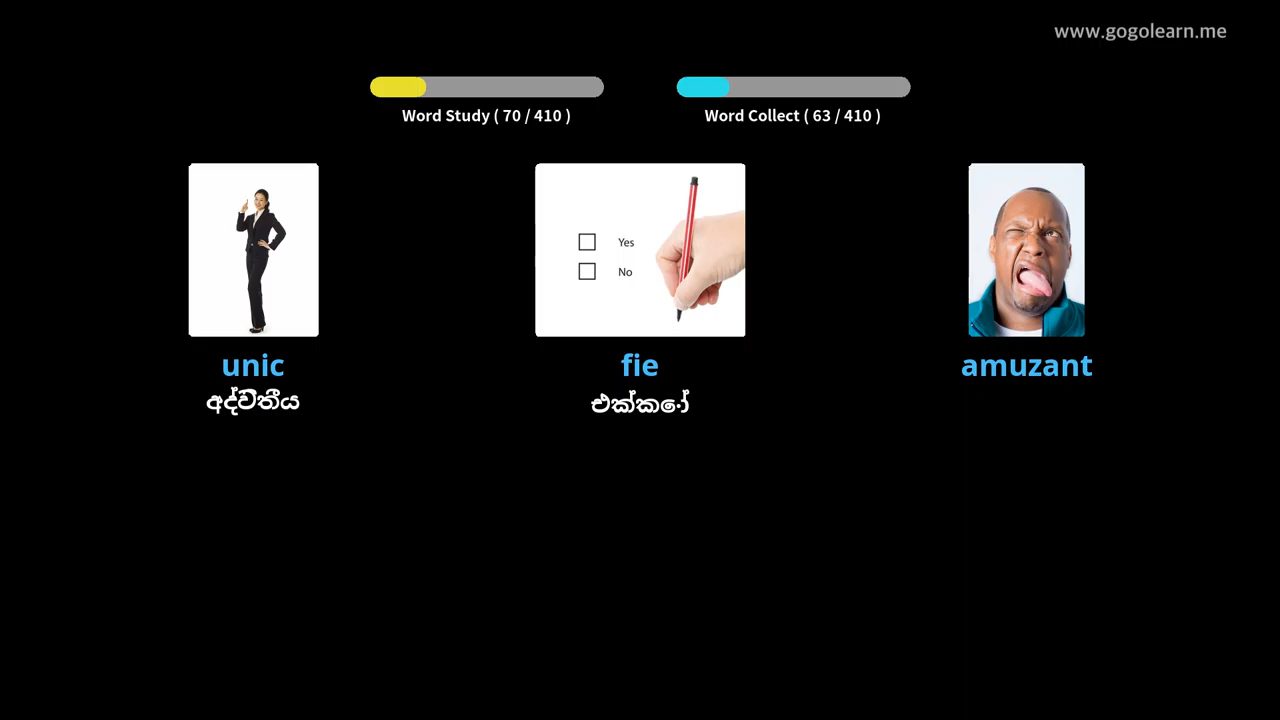 www.gogolearn.me
Word Study ( 70 / 410 )
Word Collect ( 63 / 410 )
Yes
No
unic
fie
amuzant
අද්විතීය
එක්කෝ